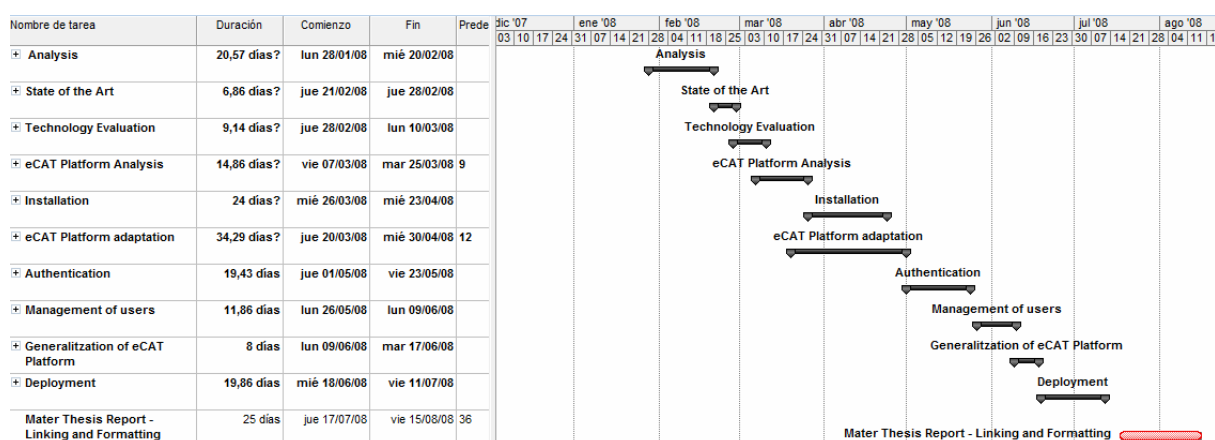 Nombre de tarea Duración Comienzo Fin Prede dic '07 ene '08 feb '08 mar '08 abr '08 may '08 jun '08 jul '08 ago '08
03 10 17 24 31 07 14 21 28 04 11 18 25 03 10 17 24 31 07 14 21 28 05 12 19 26 02 09 16 23 30 07 14 21 28 04 11 1
Analysis 20,57 días? lun 28/01/08 mié 20/02/08 Analysis
State of the Art 6,86 días? jue 21/02/08 jue 28/02/08 State of the Art
Technology Evaluation 9,14 días? jue 28/02/08 lun 10/03/08 Technology Evaluation
eCAT Platform Analysis 14,86 días? vie 07/03/08 mar 25/03/08 9 eCAT Platform Analysis
Installation 24 días? mié 26/03/08 mié 23/04/08 Installation
eCAT Platform adaptation 34,29 días? jue 20/03/08 mié 30/04/08 12 eCAT Platform adaptation
Authentication 19,43 días jue 01/05/08 vie 23/05/08 Authentication
Management of users 11,86 días lun 26/05/08 lun 09/06/08 Management of users
Generalitzation of eCAT 8 días lun 09/06/08 mar 17/06/08 Generalitzation of eCAT Platform
Platform
Deployment 19,86 días mié 18/06/08 vie 11/07/08 Deployment
Mater Thesis Report - 25 días jue 17/07/08 vie 15/08/08 36
Linking and Formatting Mater Thesis Report - Linking and Formatting